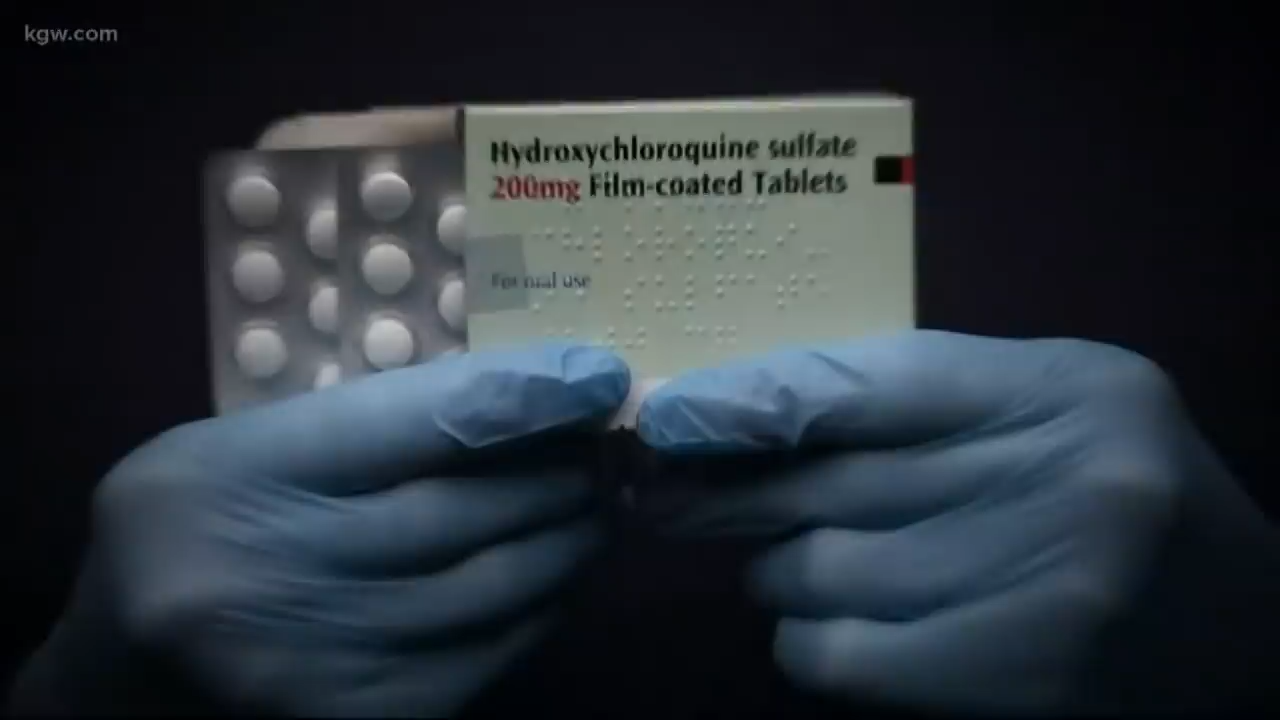 kgw.com
Hydroxychloroquine sulfate
200mg Film-coated Tablets
For oral use